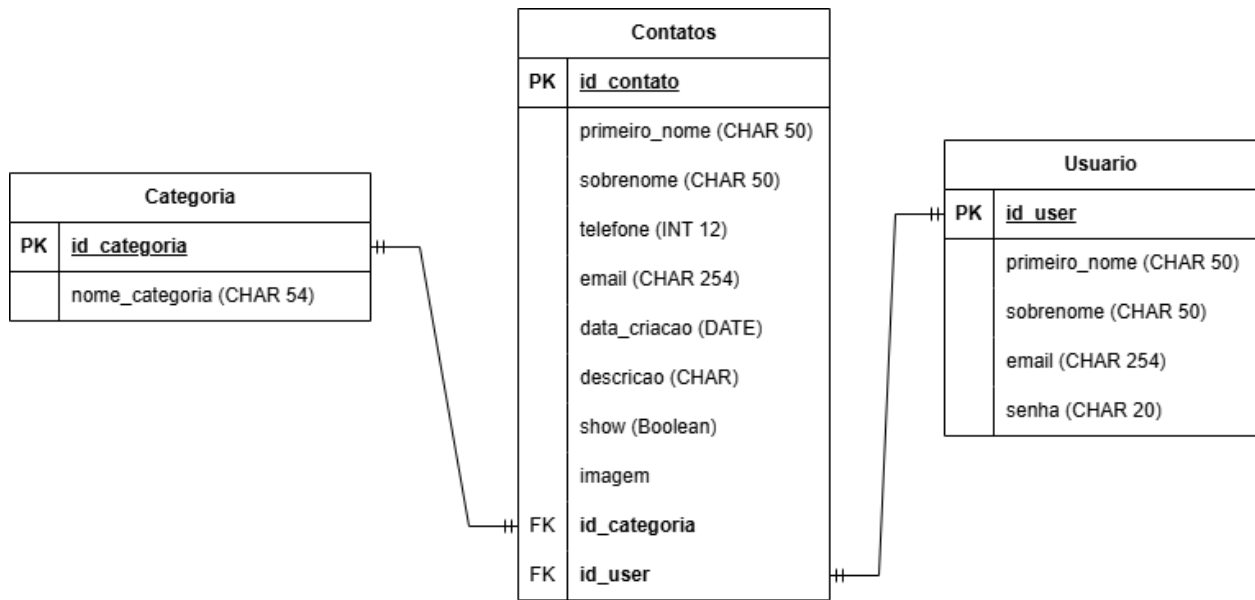 Categoria
PK id_categoria
nome_categoria (CHAR 54)
Contatos
PK id_contato
primeiro_nome (CHAR 50)
sobrenome (CHAR 50)
telefone (INT 12)
email (CHAR 254)
data_criacao (DATE)
descricao (CHAR)
show (Boolean)
imagem
FK id_categoria
FK id_user
Usuario
PK id_user
primeiro_nome (CHAR 50)
sobrenome (CHAR 50)
email (CHAR 254)
senha (CHAR 20)